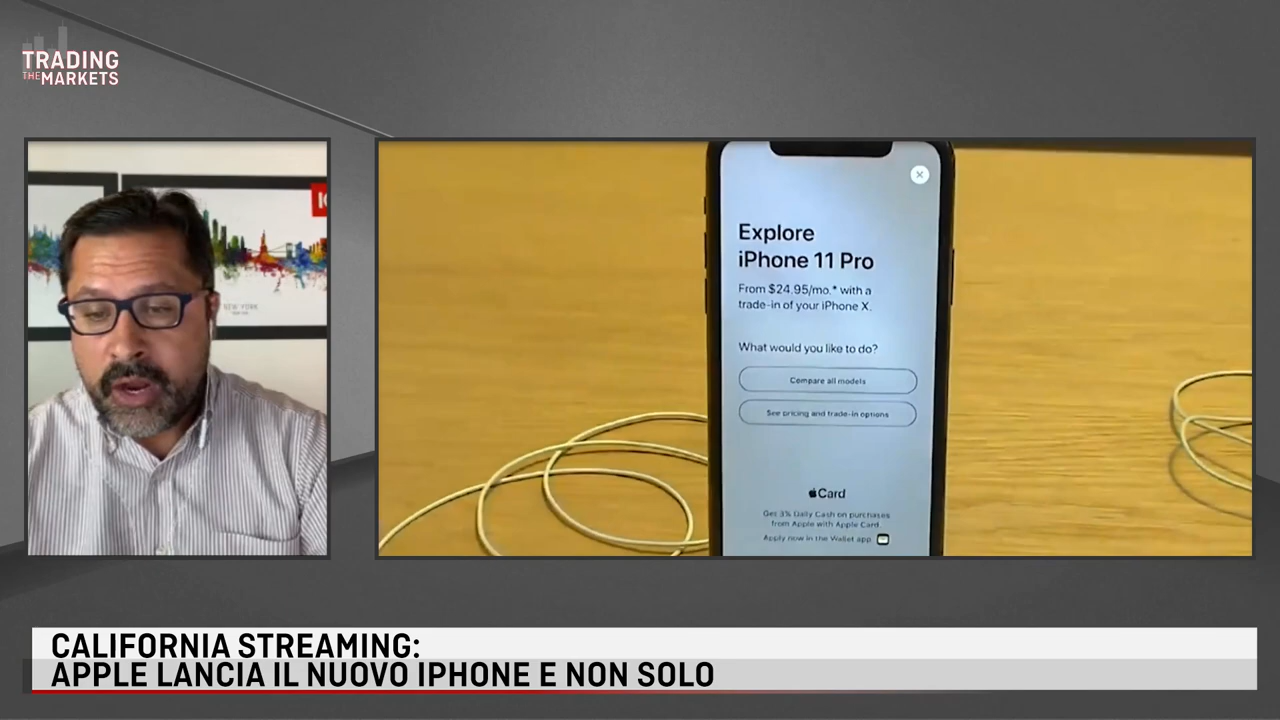 TRADING
THE MARKETS
NEW YORK
Explore
iPhone 11 Pro
From $24.95/mo.* with a
trade-in of your iPhone X.
What would you like to do?
Compare all models
See pricing and trade-in options
Card
Get 3% Daily Cash on purchases
from Apple with Apple Card.
Apply now in the Wallet app
CALIFORNIA STREAMING:
APPLE LANCIA IL NUOVO IPHONE E NON SOLO